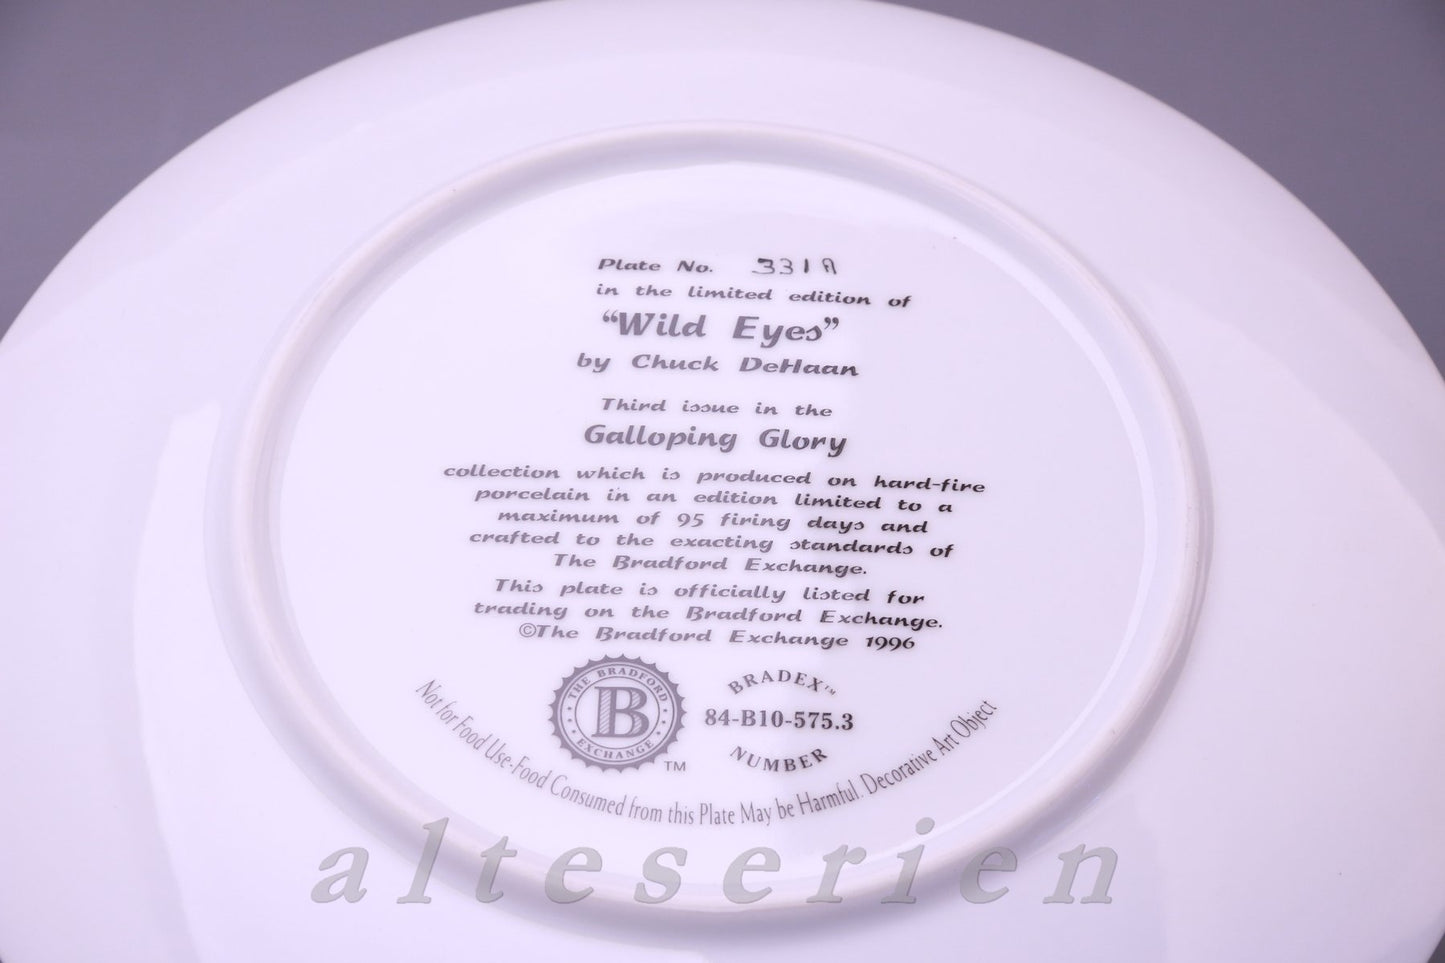 Plate No. 331A
in the limited edition of
“Wild Eyes”
by Chuck DeHaan
Third issue in the
Galloping Glory
collection which is produced on hard-fire
porcelain in an edition limited to a
maximum of 95 firing days and
crafted to the exacting standards of
The Bradford Exchange.
This plate is officially listed for
trading on the Bradford Exchange.
©The Bradford Exchange 1996
THE BRADFORD
B
EXCHANGE
TM
BRADEX™
84-B10-575.3
NUMBER
Not for Food Use-Food Consumed from this Plate May be Harmful. Decorative Art Object
alteserien